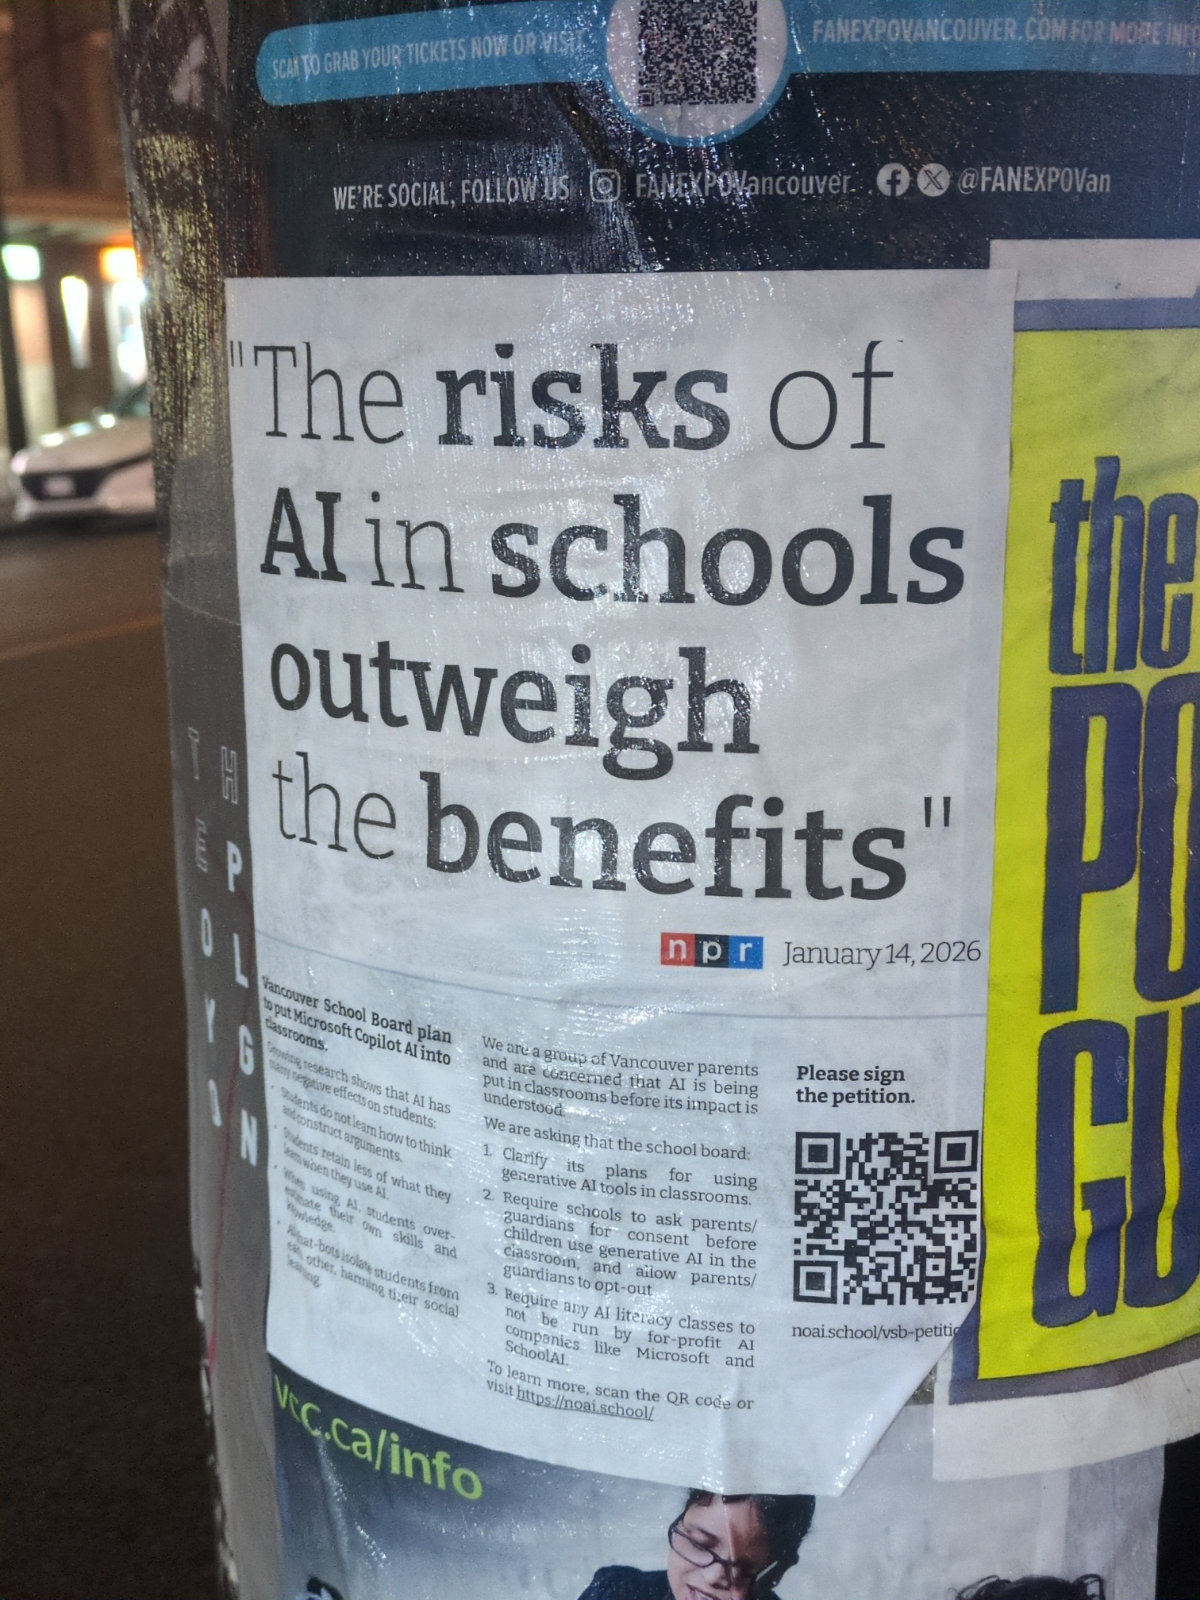 SCAN TO GRAB YOUR TICKETS NOW OR VISIT
FANEXPOVANCOUVER.COM FOR MORE
WE'RE SOCIAL, FOLLOW US FANEXPOVancouver @FANEXPOVan
"The risks of
AI in schools
outweigh
the benefits"
npr January 14, 2026
Vancouver School Board plan
to put Microsoft Copilot AI into
classrooms.
Growing research shows that AI has
many negative effects on students:
· Students do not learn how to think
and construct arguments.
· Students retain less of what they
learn when they use AI.
· When using AI, students over-
estimate their own skills and
knowledge.
· AI chat-bots isolate students from
each other, harming their social
We are a group of Vancouver parents
and are concerned that AI is being
put in classrooms before its impact is
understood.
We are asking that the school board:
1. Clarify its plans for using
generative AI tools in classrooms.
2. Require schools to ask parents/
guardians for consent before
children use generative AI in the
classroom, and allow parents/
guardians to opt-out
3. Require any AI literacy classes to
not be run by for-profit AI
companies like Microsoft and
SchoolAI.
To learn more, scan the QR code or
visit https://noai.school/
Please sign
the petition.
noai.school/vsb-petitio
the
PO
GU
vcc.ca/info